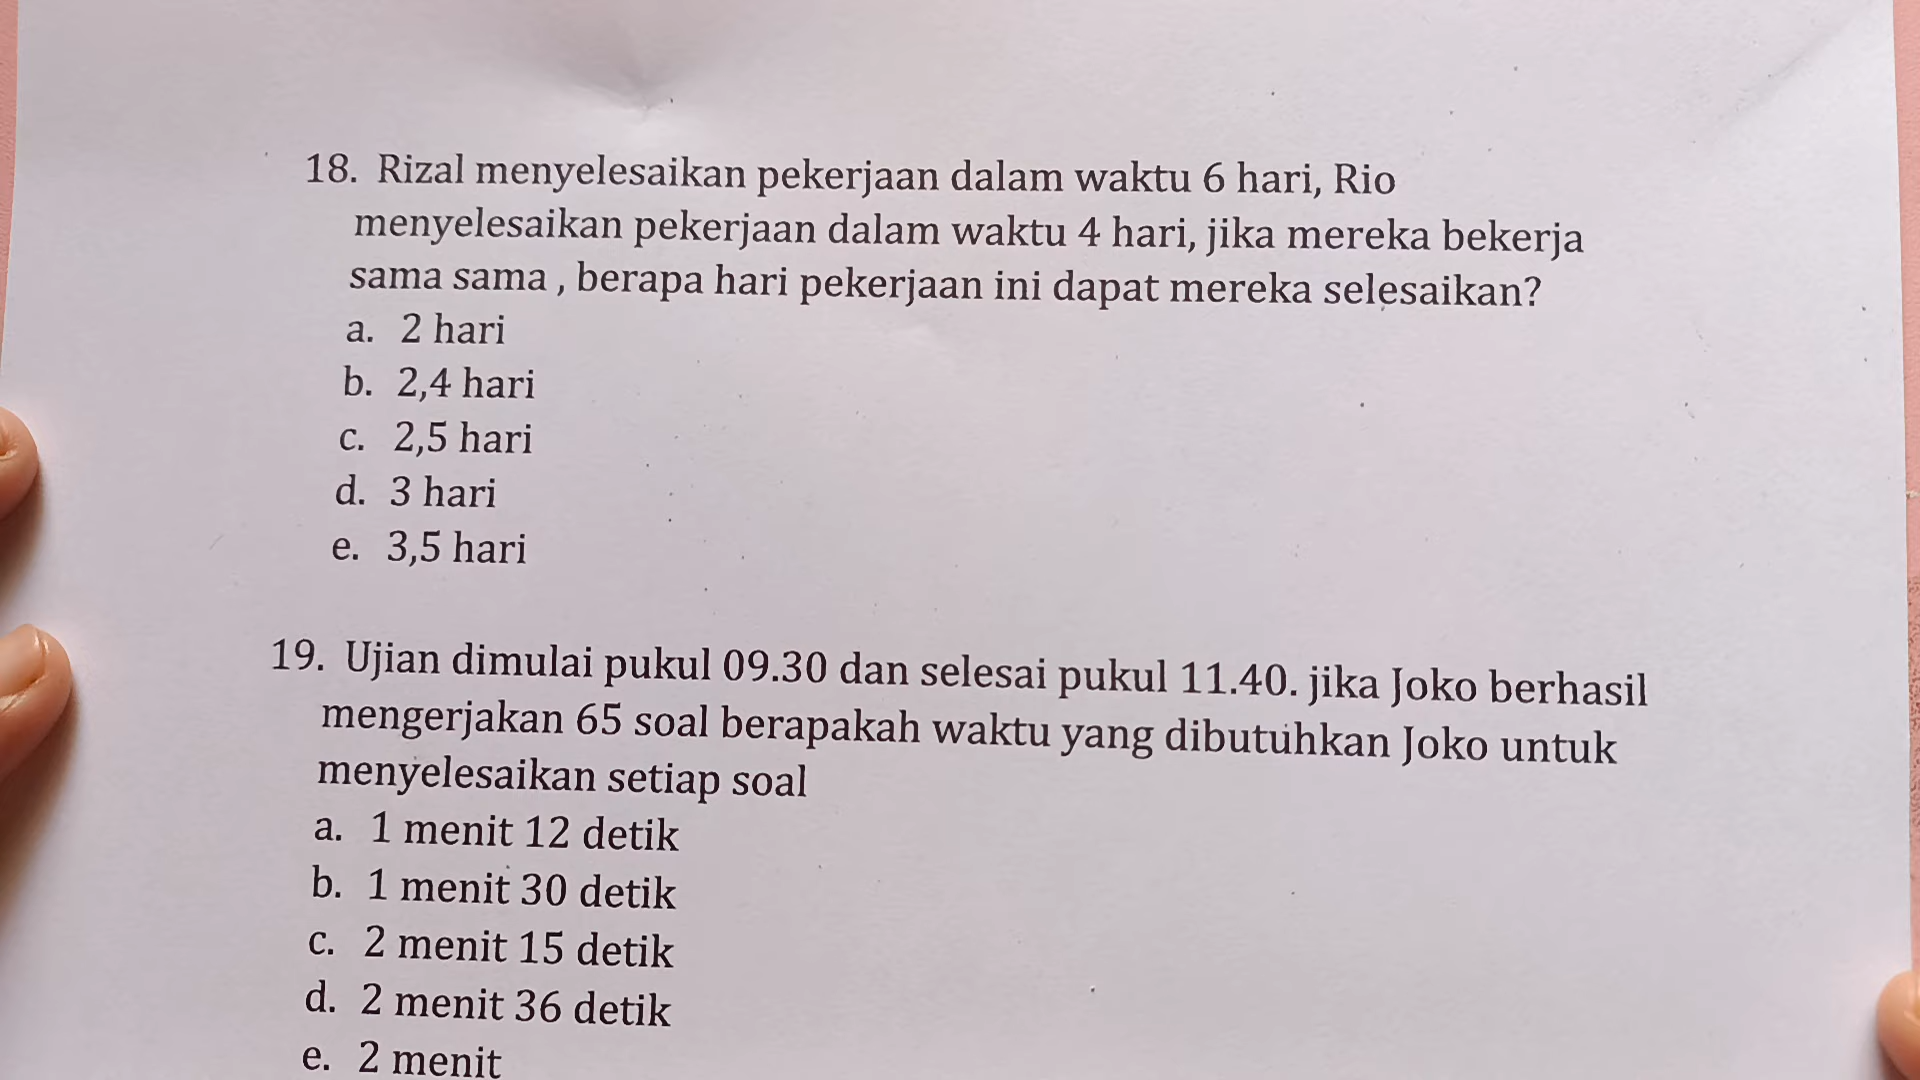 18. Rizal menyelesaikan pekerjaan dalam waktu 6 hari, Rio
menyelesaikan pekerjaan dalam waktu 4 hari, jika mereka bekerja
sama sama , berapa hari pekerjaan ini dapat mereka selesaikan?
a. 2 hari
b. 2,4 hari
c. 2,5 hari
d. 3 hari
e. 3,5 hari
19. Ujian dimulai pukul 09.30 dan selesai pukul 11.40. jika Joko berhasil
mengerjakan 65 soal berapakah waktu yang dibutuhkan Joko untuk
menyelesaikan setiap soal
a. 1 menit 12 detik
b. 1 menit 30 detik
c. 2 menit 15 detik
d. 2 menit 36 detik
e. 2 menit